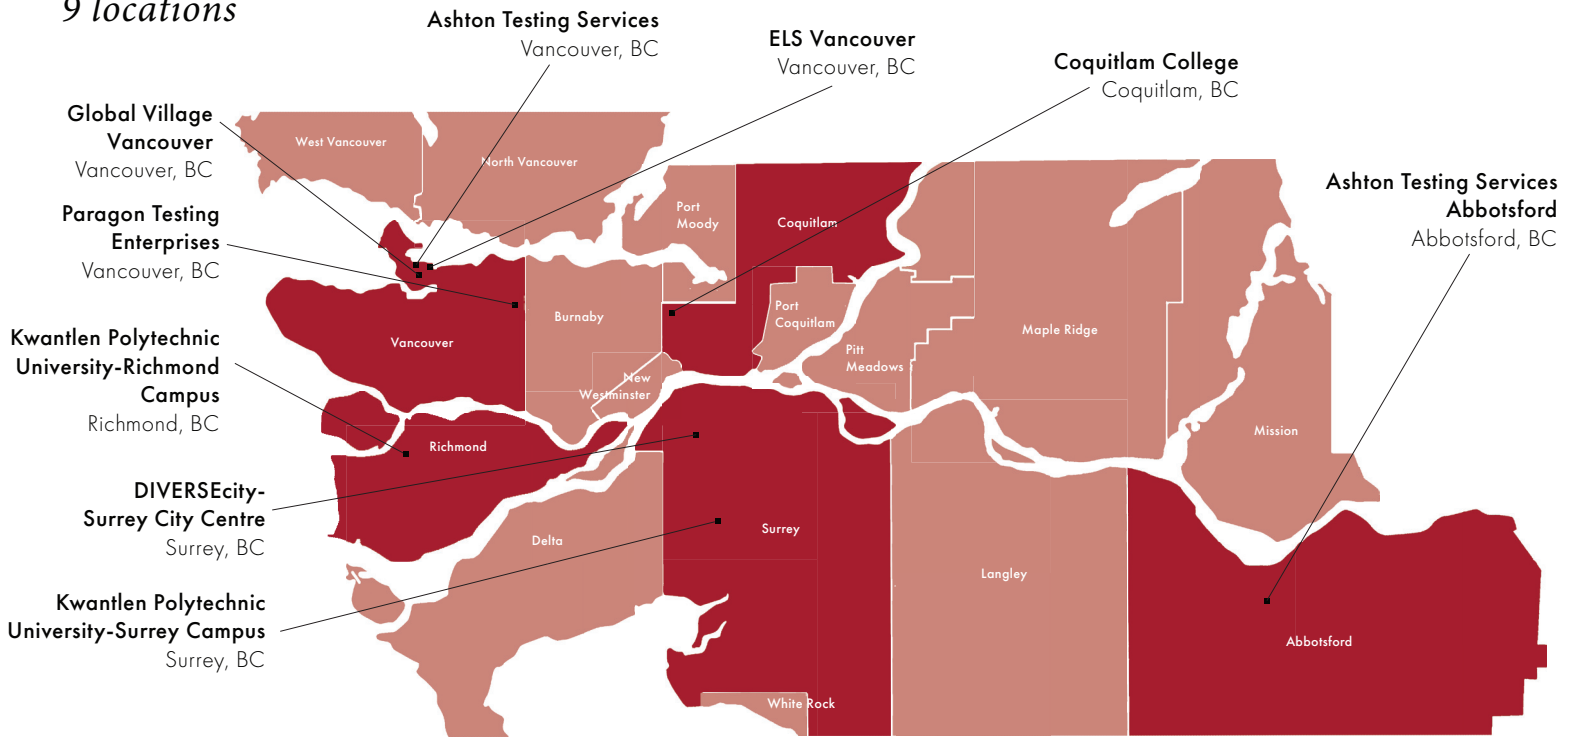 9 locations
Ashton Testing Services
Vancouver, BC
ELS Vancouver
Vancouver, BC
Coquitlam College
Coquitlam, BC
Global Village
Vancouver
Vancouver, BC
Paragon Testing
Enterprises
Vancouver, BC
Kwantlen Polytechnic
University-Richmond
Campus
Richmond, BC
DIVERSEcity-
Surrey City Centre
Surrey, BC
Kwantlen Polytechnic
University-Surrey Campus
Surrey, BC
Ashton Testing Services
Abbotsford
Abbotsford, BC
West Vancouver
North Vancouver
Port
Moody
Coquitlam
Vancouver
Burnaby
New
Westminster
Port
Coquitlam
Pitt
Meadows
Maple Ridge
Mission
Richmond
Delta
Surrey
White Rock
Langley
Abbotsford